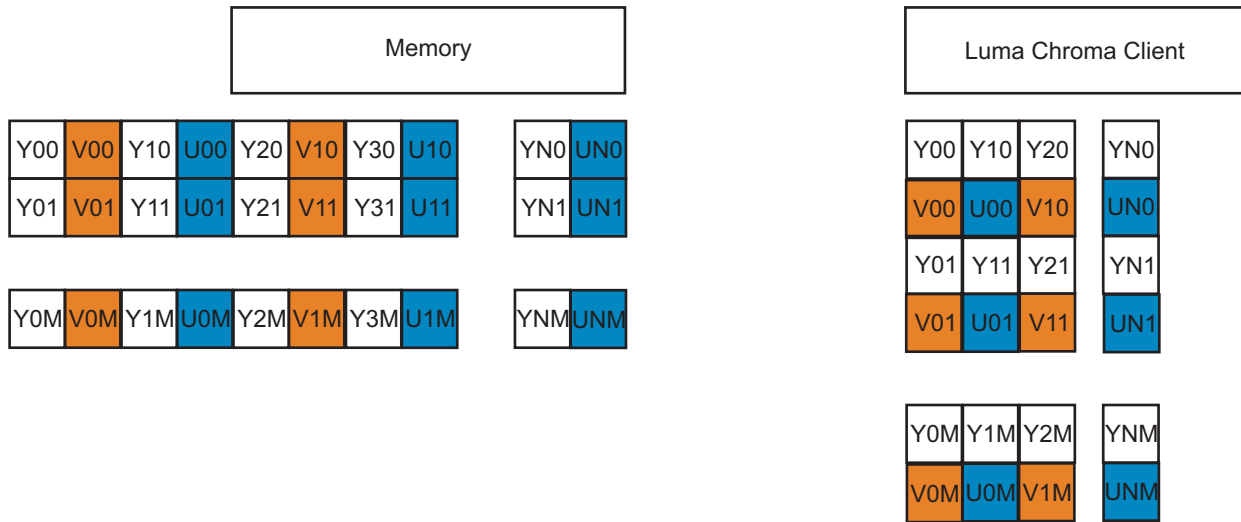 Memory
Y00 V00 Y10 U00 Y20 V10 Y30 U10 YN0 UN0
Y01 V01 Y11 U01 Y21 V11 Y31 U11 YN1 UN1
Y0M V0M Y1M U0M Y2M V1M Y3M U1M YNM UNM
Luma Chroma Client
Y00 Y10 Y20 YN0
V00 U00 V10 UN0
Y01 Y11 Y21 YN1
V01 U01 V11 UN1
Y0M Y1M Y2M YNM
V0M U0M V1M UNM